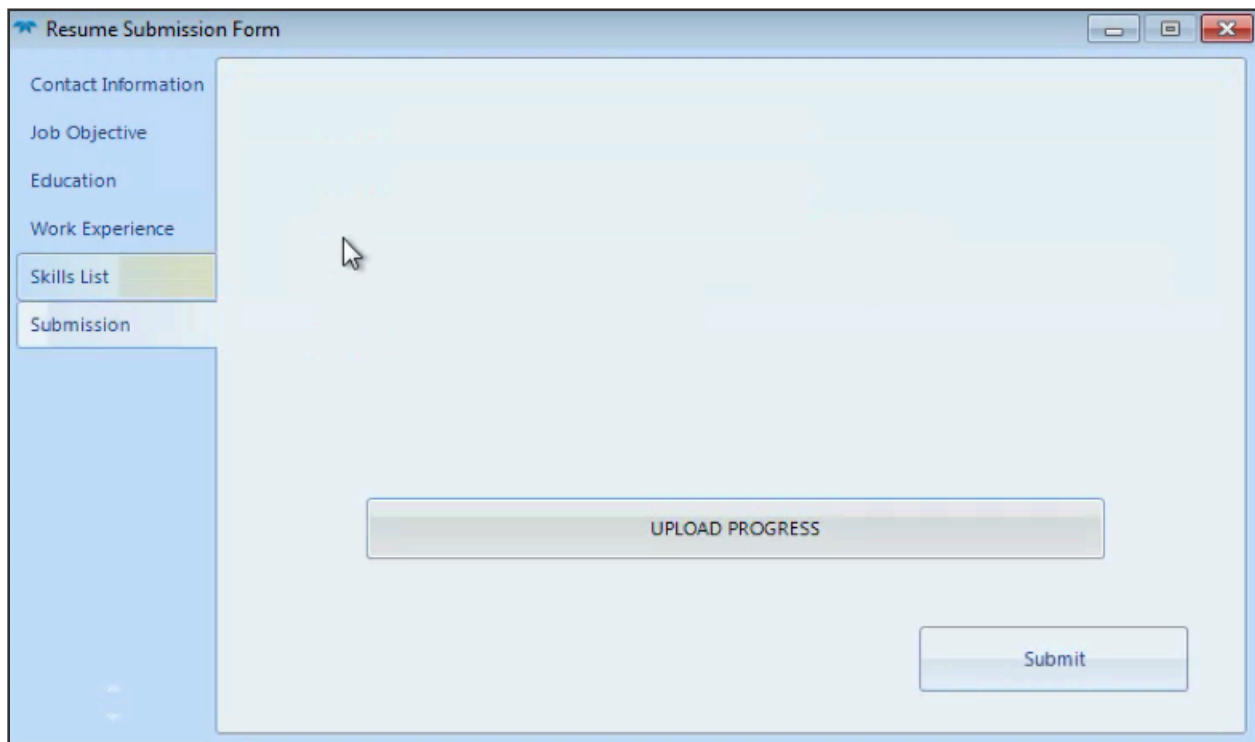 Resume Submission Form
Contact Information
Job Objective
Education
Work Experience
Skills List
Submission
UPLOAD PROGRESS
Submit